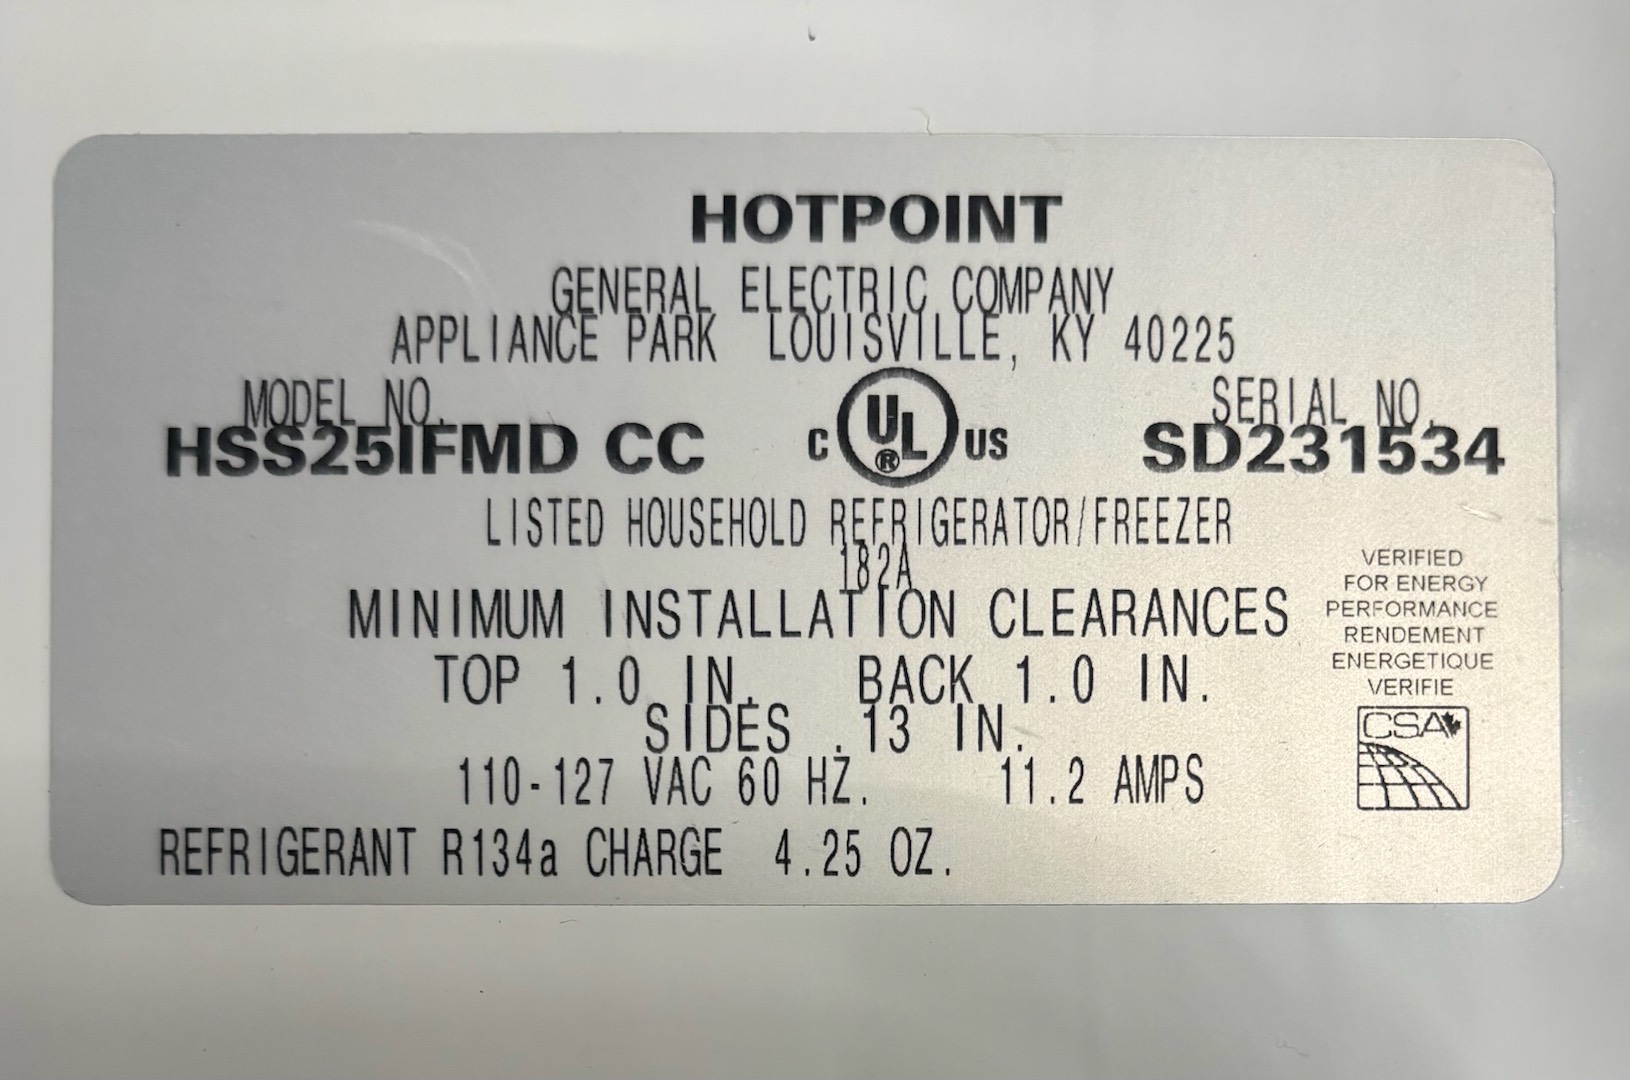 HOTPOINT
GENERAL ELECTRIC COMPANY
APPLIANCE PARK LOUISVILLE, KY 40225
MODEL NO. SERIAL NO.
HSS25IFMD CC C UL® US SD231534
LISTED HOUSEHOLD REFRIGERATOR/FREEZER
182A
MINIMUM INSTALLATION CLEARANCES
TOP 1.0 IN. BACK 1.0 IN.
SIDES .13 IN.
110-127 VAC 60 HZ. 11.2 AMPS
REFRIGERANT R134a CHARGE 4.25 OZ.
VERIFIED
FOR ENERGY
PERFORMANCE
RENDEMENT
ENERGETIQUE
VERIFIE
CSA